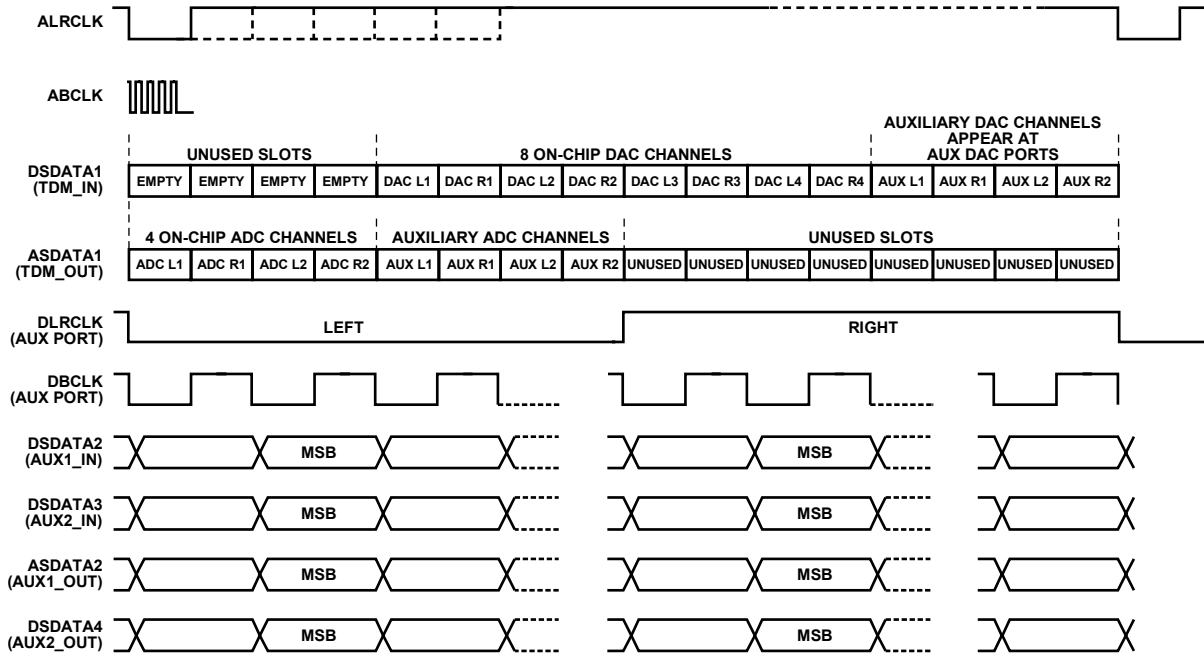 ALRCLK
ABCLK
AUXILIARY DAC CHANNELS
APPEAR AT
AUX DAC PORTS
UNUSED SLOTS
8 ON-CHIP DAC CHANNELS
DSDATA1
(TDM_IN)
EMPTY EMPTY EMPTY EMPTY DAC L1 DAC R1 DAC L2 DAC R2 DAC L3 DAC R3 DAC L4 DAC R4 AUX L1 AUX R1 AUX L2 AUX R2
4 ON-CHIP ADC CHANNELS
AUXILIARY ADC CHANNELS
UNUSED SLOTS
ASDATA1
(TDM_OUT)
ADC L1 ADC R1 ADC L2 ADC R2 AUX L1 AUX R1 AUX L2 AUX R2 UNUSED UNUSED UNUSED UNUSED UNUSED UNUSED UNUSED UNUSED
DLRCLK
(AUX PORT)
LEFT
RIGHT
DBCLK
(AUX PORT)
DSDATA2
(AUX1_IN)
MSB
MSB
DSDATA3
(AUX2_IN)
MSB
MSB
ASDATA2
(AUX1_OUT)
MSB
MSB
DSDATA4
(AUX2_OUT)
MSB
MSB